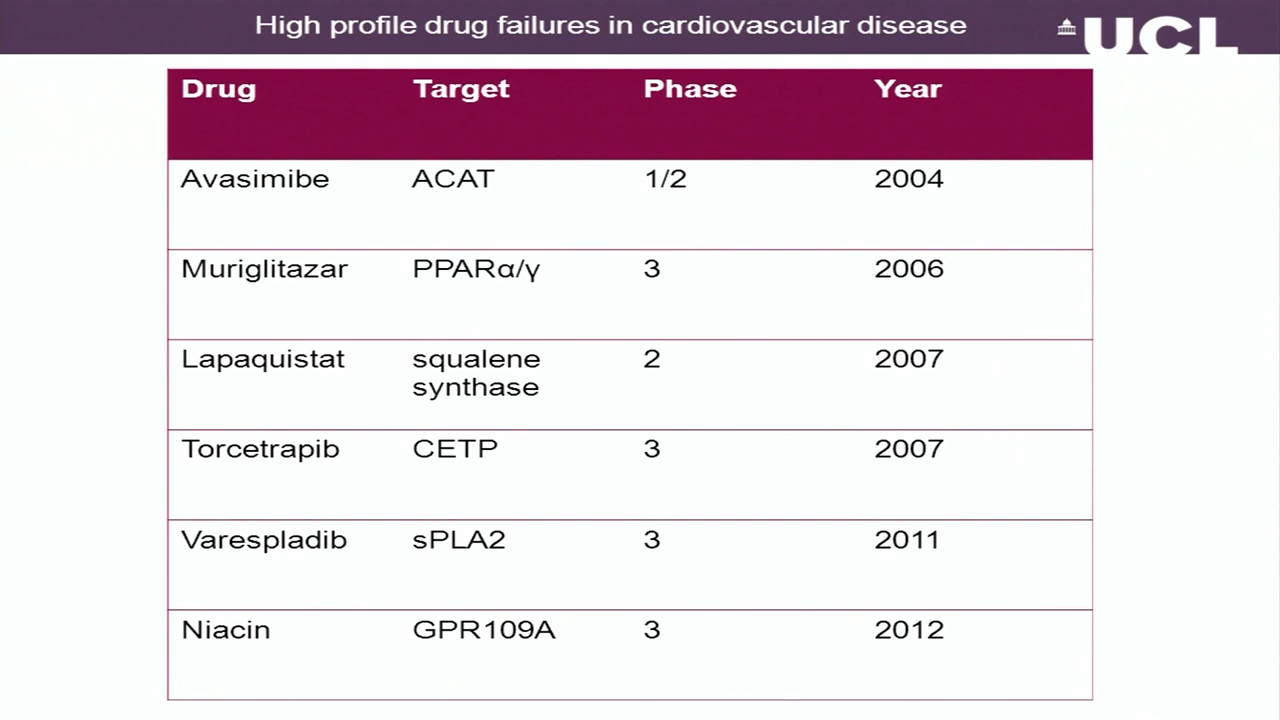 High profile drug failures in cardiovascular disease
UCL
Drug Target Phase Year
Avasimibe ACAT 1/2 2004
Muriglitazar PPARα/γ 3 2006
Lapaquistat squalene synthase 2 2007
Torcetrapib CETP 3 2007
Varespladib sPLA2 3 2011
Niacin GPR109A 3 2012